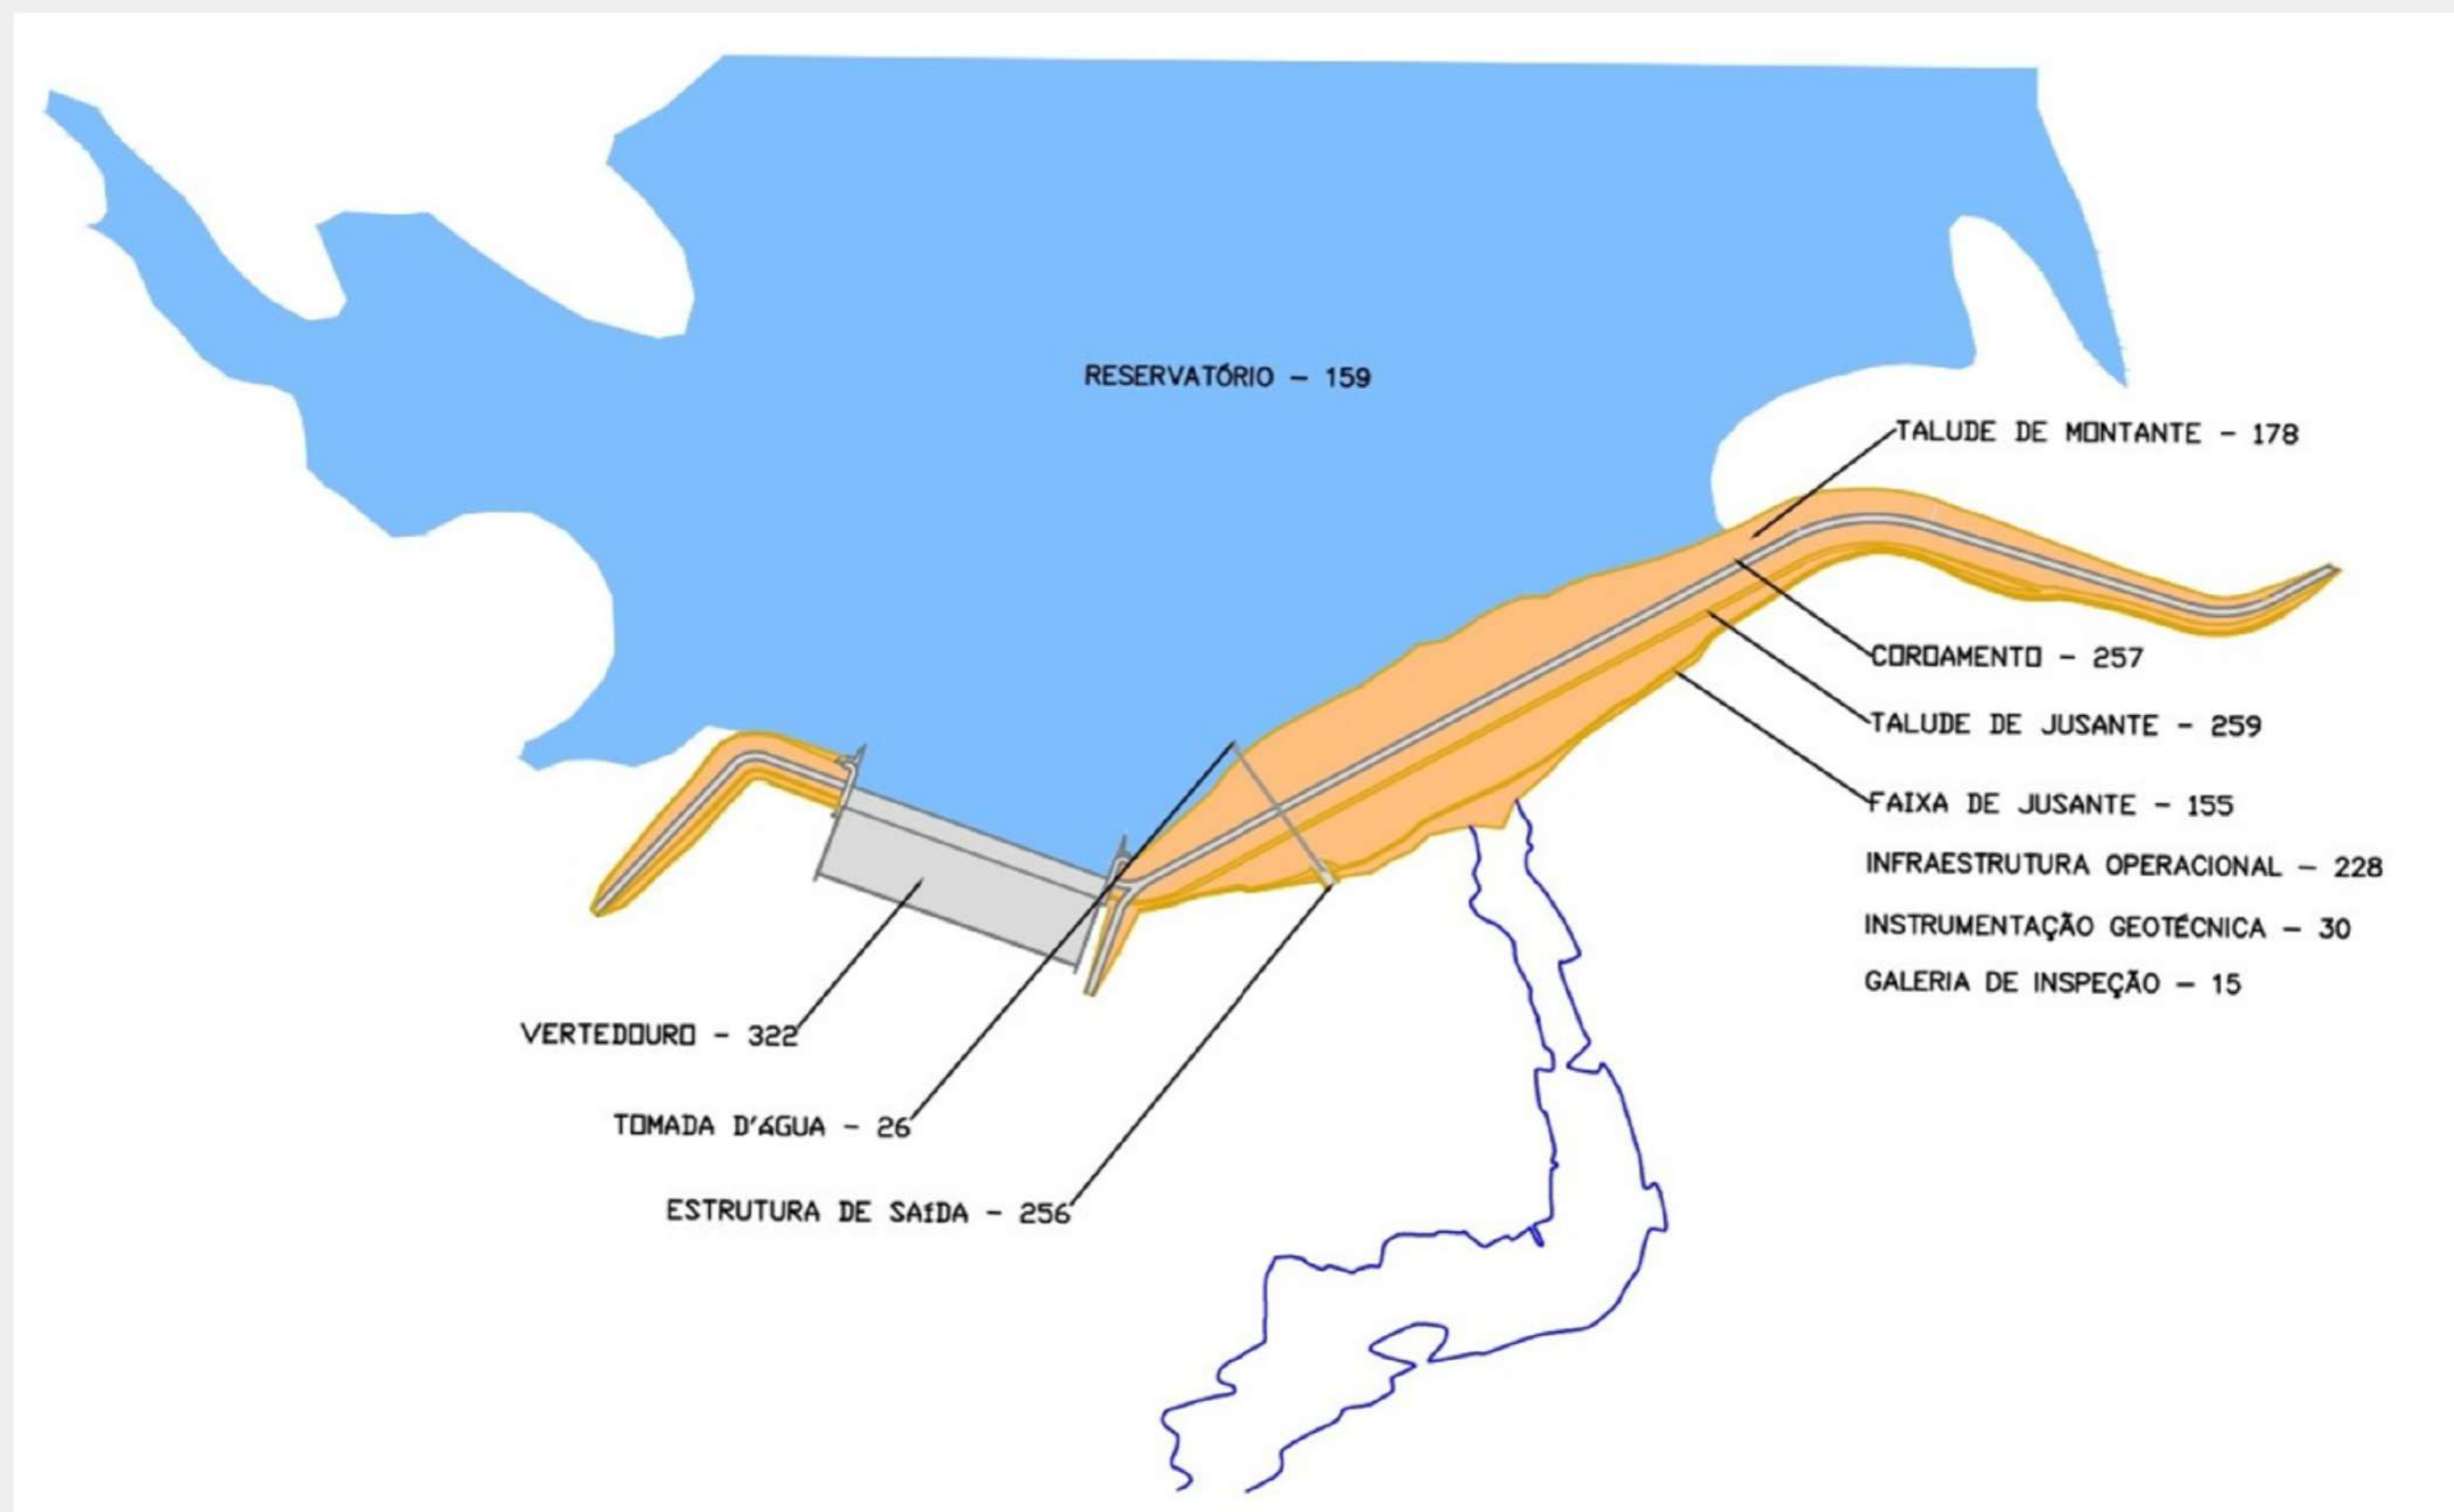 RESERVATÓRIO – 159
TALUDE DE MONTANTE – 178
COROAMENTO – 257
TALUDE DE JUSANTE – 259
FAIXA DE JUSANTE – 155
INFRAESTRUTURA OPERACIONAL – 228
INSTRUMENTAÇÃO GEOTÉCNICA – 30
GALERIA DE INSPEÇÃO – 15
VERTEDOURO – 322
TOMADA D'ÁGUA – 26
ESTRUTURA DE SAÍDA – 256